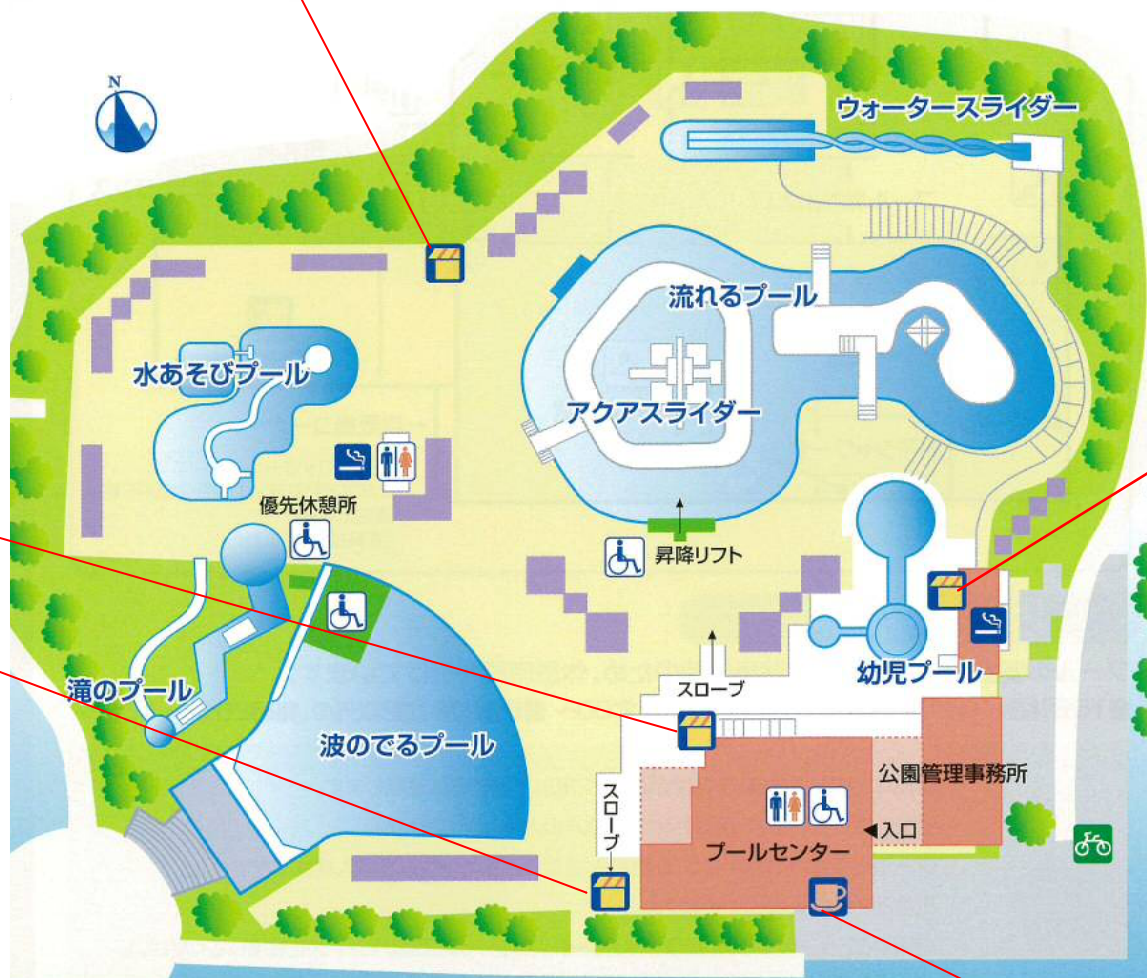 N
ウォータースライダー
流れるプール
水あそびプール
アクアスライダー
優先休憩所
昇降リフト
幼児プール
スロープ
滝のプール
波のでるプール
公園管理事務所
スロープ
◀入口
プールセンター